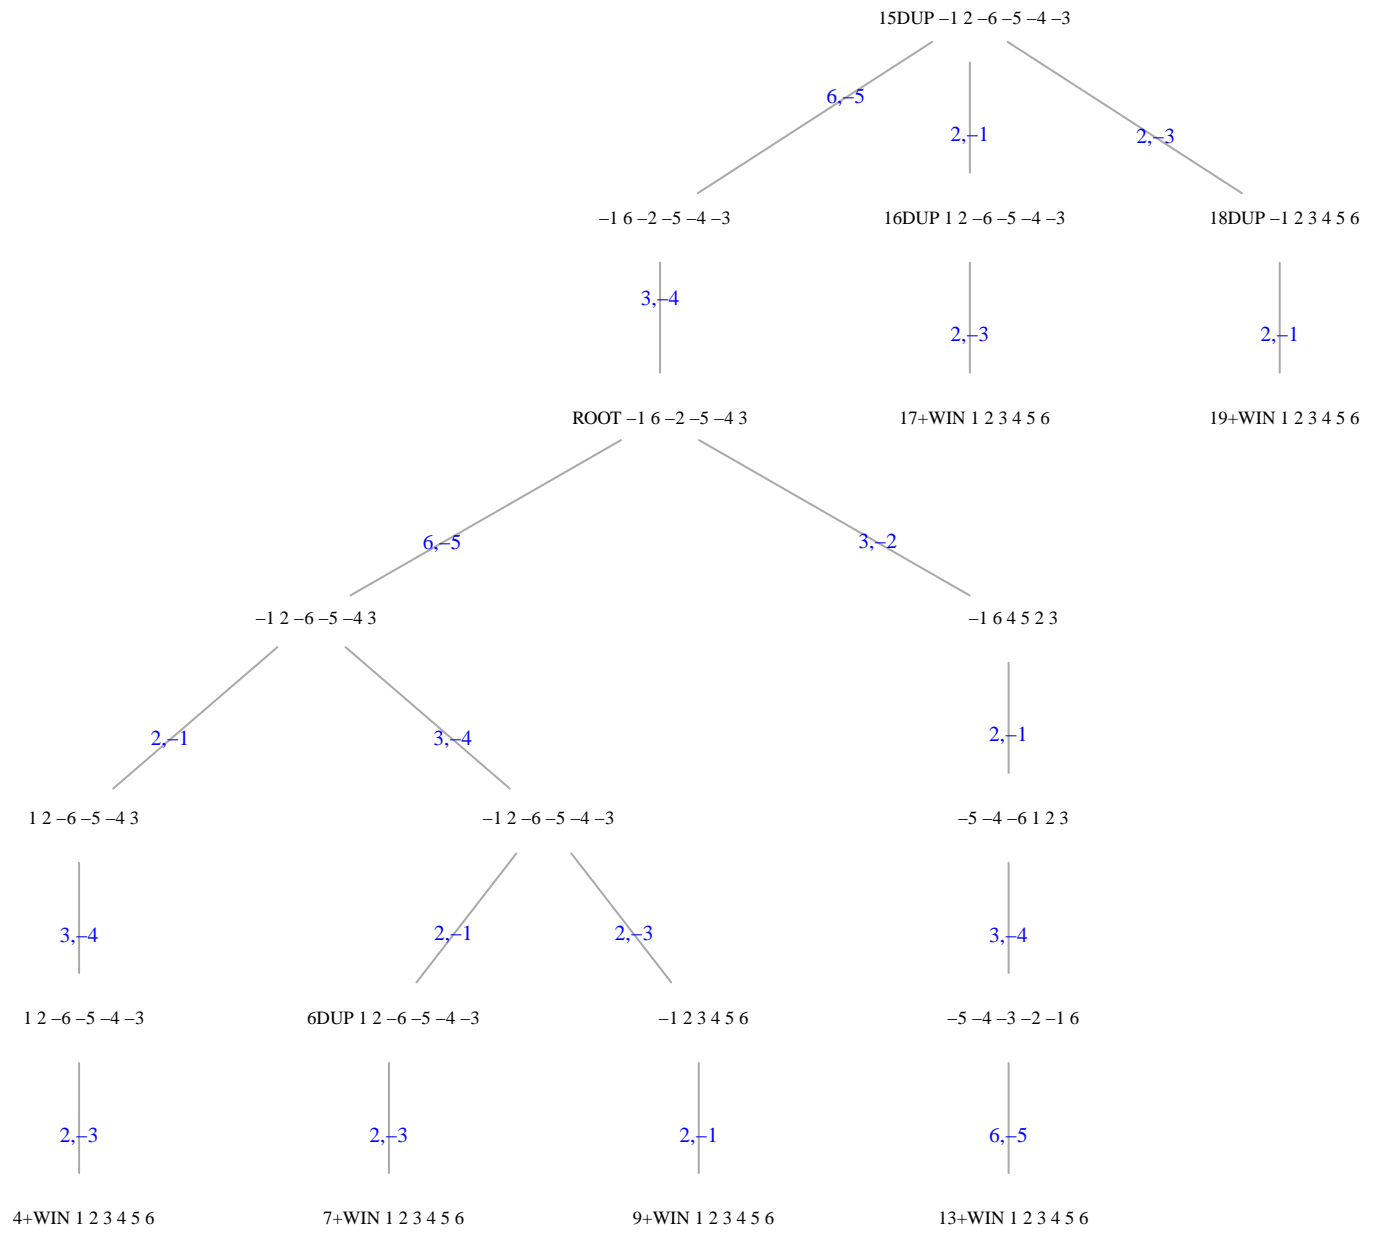 15DUP –1 2 –6 –5 –4 –3
6,–5
2,–1
2,–3
–1 6 –2 –5 –4 –3
16DUP 1 2 –6 –5 –4 –3
18DUP –1 2 3 4 5 6
3,–4
2,–3
2,–1
ROOT –1 6 –2 –5 –4 3
17+WIN 1 2 3 4 5 6
19+WIN 1 2 3 4 5 6
6,–5
3,–2
–1 2 –6 –5 –4 3
–1 6 4 5 2 3
2,–1
3,–4
2,–1
1 2 –6 –5 –4 3
–1 2 –6 –5 –4 –3
–5 –4 –6 1 2 3
3,–4
2,–1
2,–3
3,–4
1 2 –6 –5 –4 –3
6DUP 1 2 –6 –5 –4 –3
–1 2 3 4 5 6
–5 –4 –3 –2 –1 6
2,–3
2,–3
2,–1
6,–5
4+WIN 1 2 3 4 5 6
7+WIN 1 2 3 4 5 6
9+WIN 1 2 3 4 5 6
13+WIN 1 2 3 4 5 6